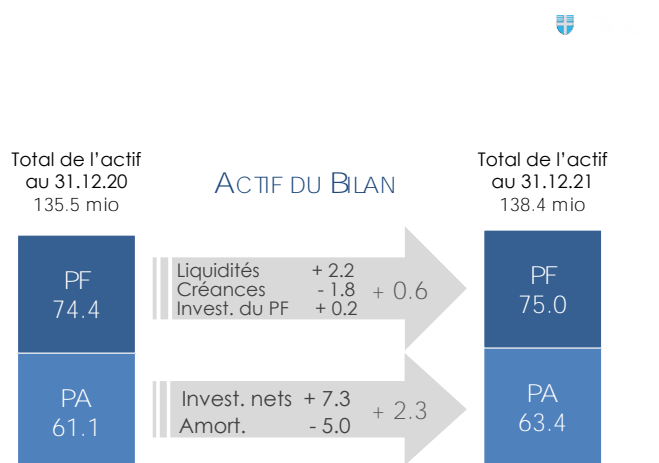 Total de l’actif
au 31.12.20
135.5 mio
ACTIF DU BILAN
Total de l’actif
au 31.12.21
138.4 mio
PF
74.4
Liquidités + 2.2
Créances - 1.8
Invest. du PF + 0.2
+ 0.6
PF
75.0
PA
61.1
Invest. nets + 7.3
Amort. - 5.0
+ 2.3
PA
63.4